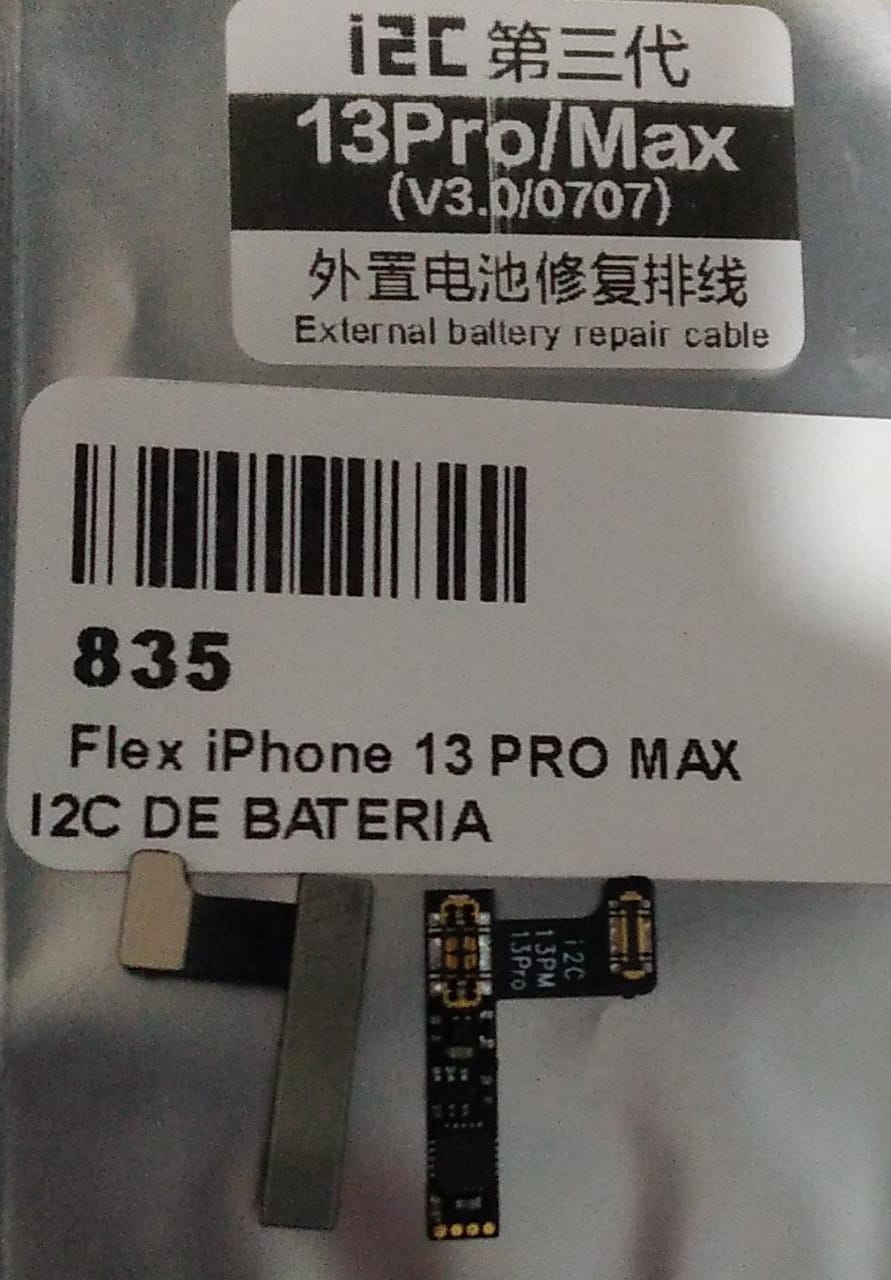 i2C 第三代
13Pro/Max
(V3.0/0707)
外置电池修复排线
External battery repair cable
835
Flex iPhone 13 PRO MAX
I2C DE BATERIA
i2C
13PM
13Pro